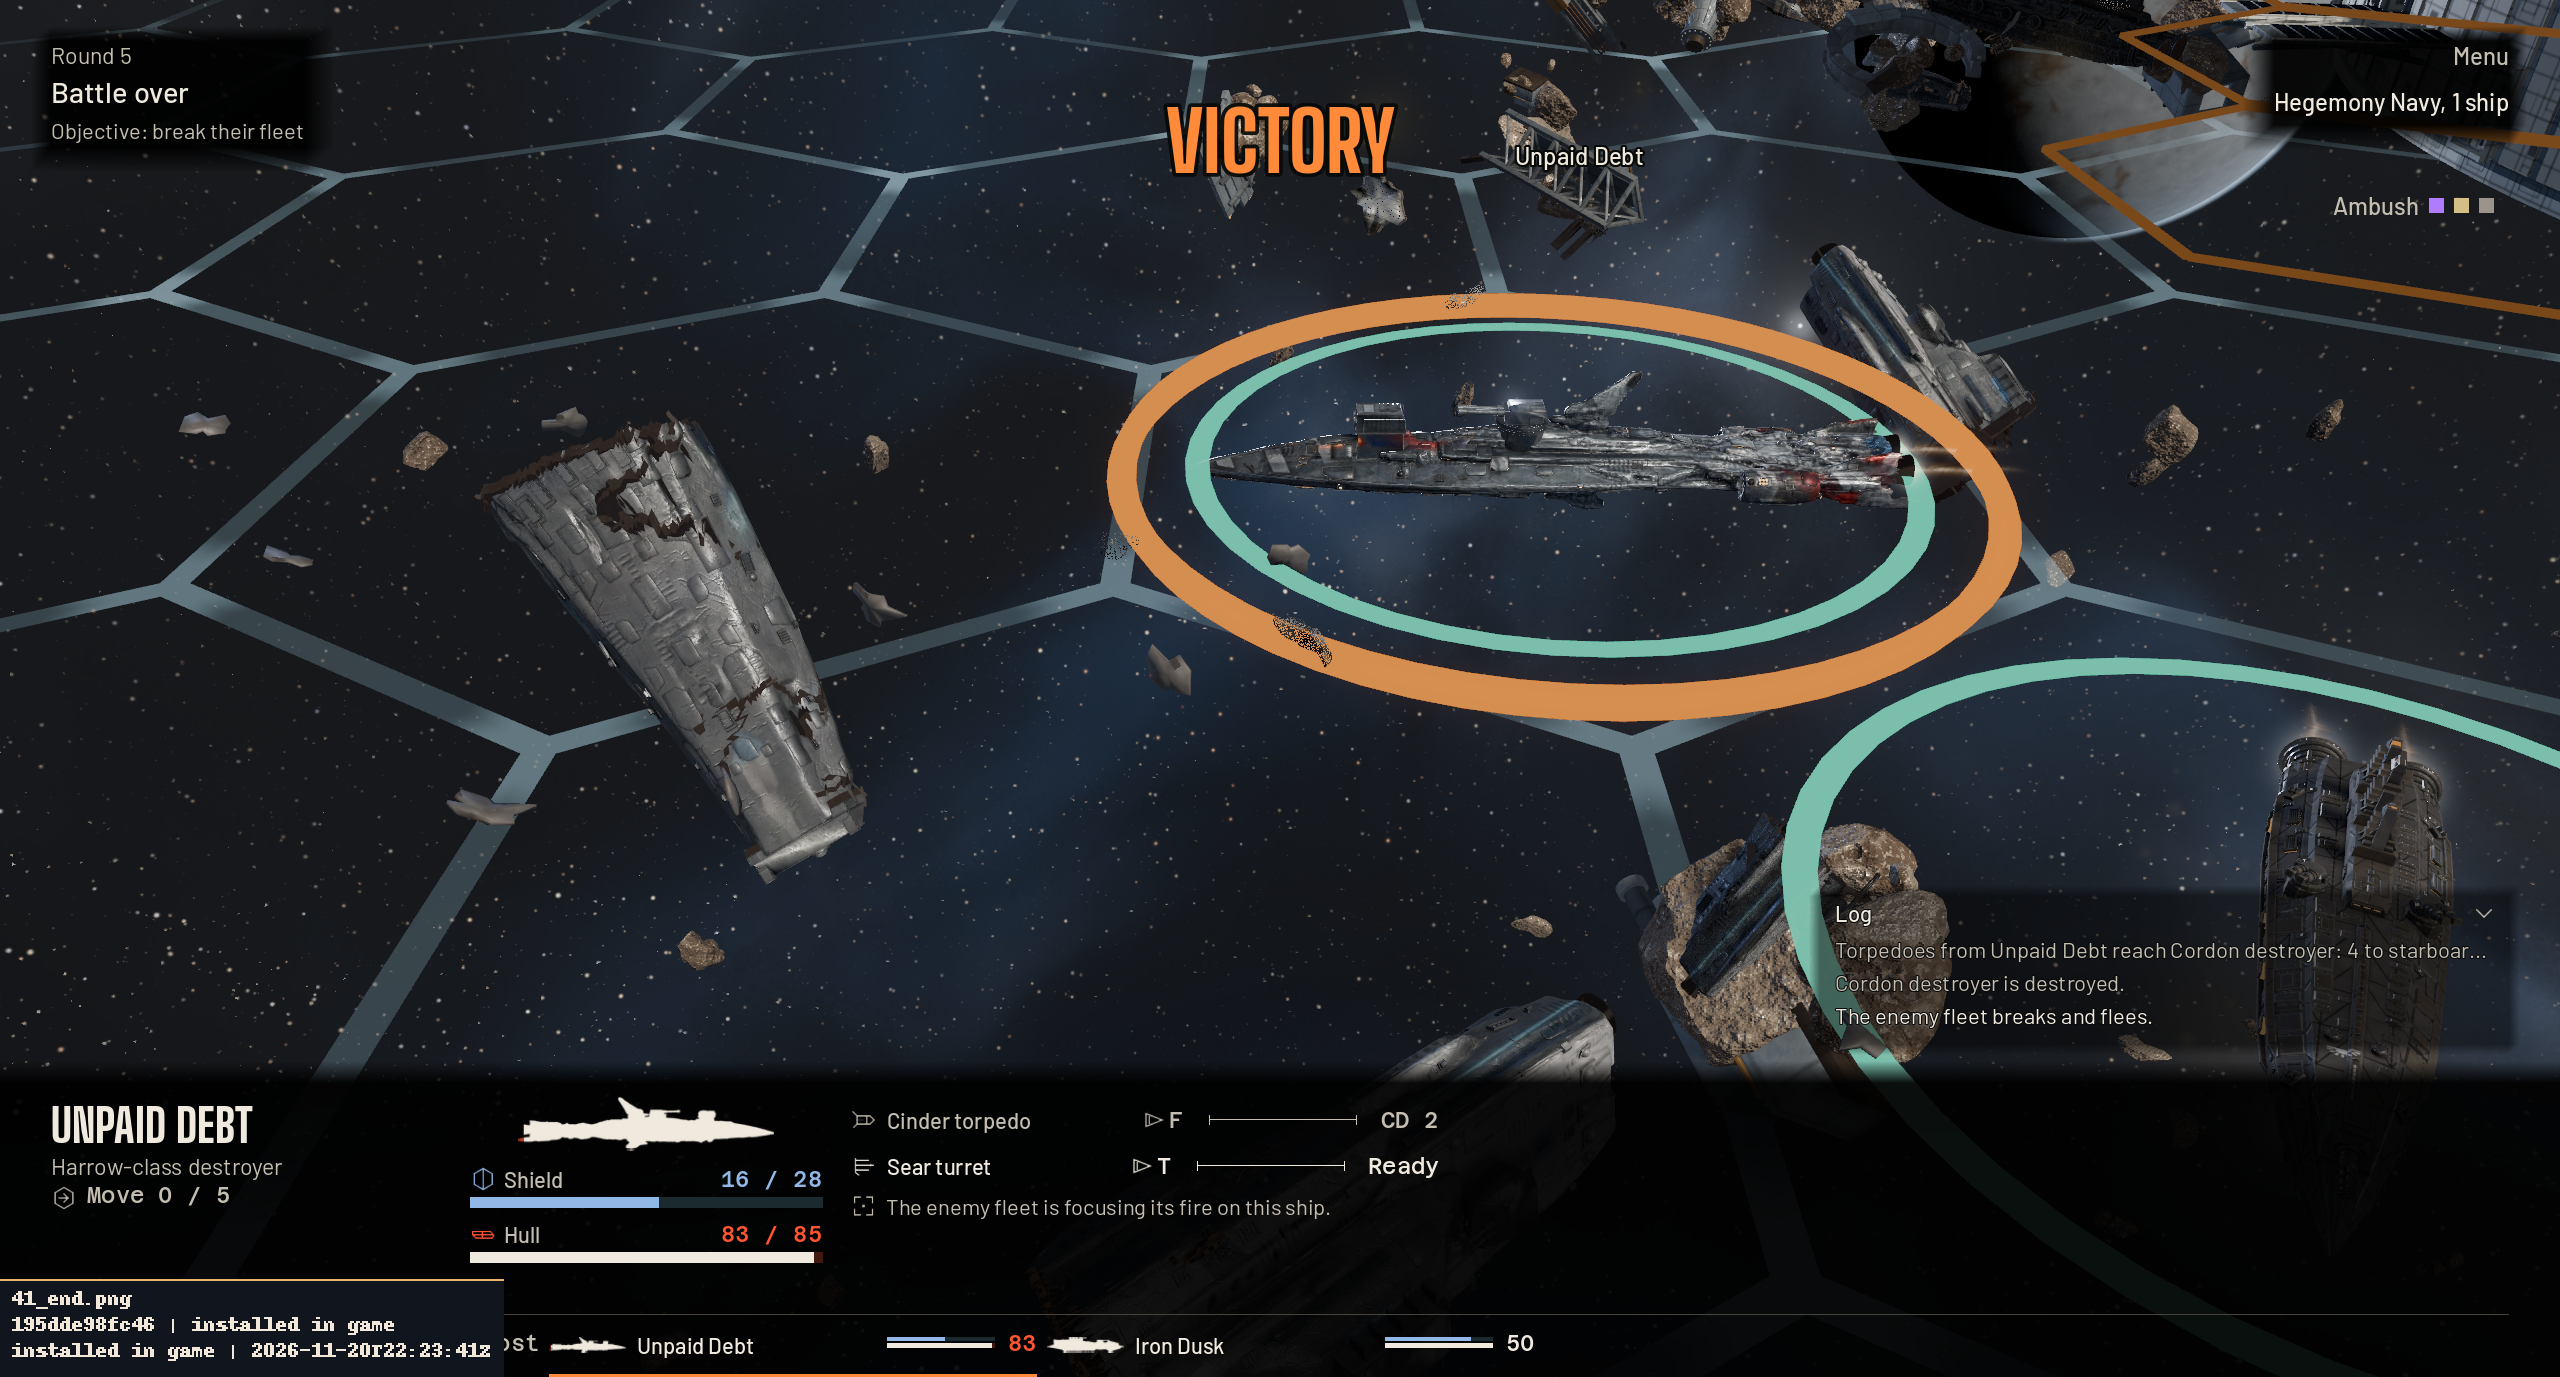 Round 5
Battle over
Objective: break their fleet
VICTORY
Unpaid Debt
Menu
Hegemony Navy, 1 ship
Ambush
Log
Torpedoes from Unpaid Debt reach Cordon destroyer: 4 to starboar...
Cordon destroyer is destroyed.
The enemy fleet breaks and flees.
UNPAID DEBT
Harrow-class destroyer
Move 0 / 5
Shield 16 / 28
Hull 83 / 85
Cinder torpedo F CD 2
Sear turret T Ready
The enemy fleet is focusing its fire on this ship.
41_end.png
195dde98fc46 | installed in game
installed in game | 2026-11-20T22:23:41Z
Unpaid Debt 83 Iron Dusk 50